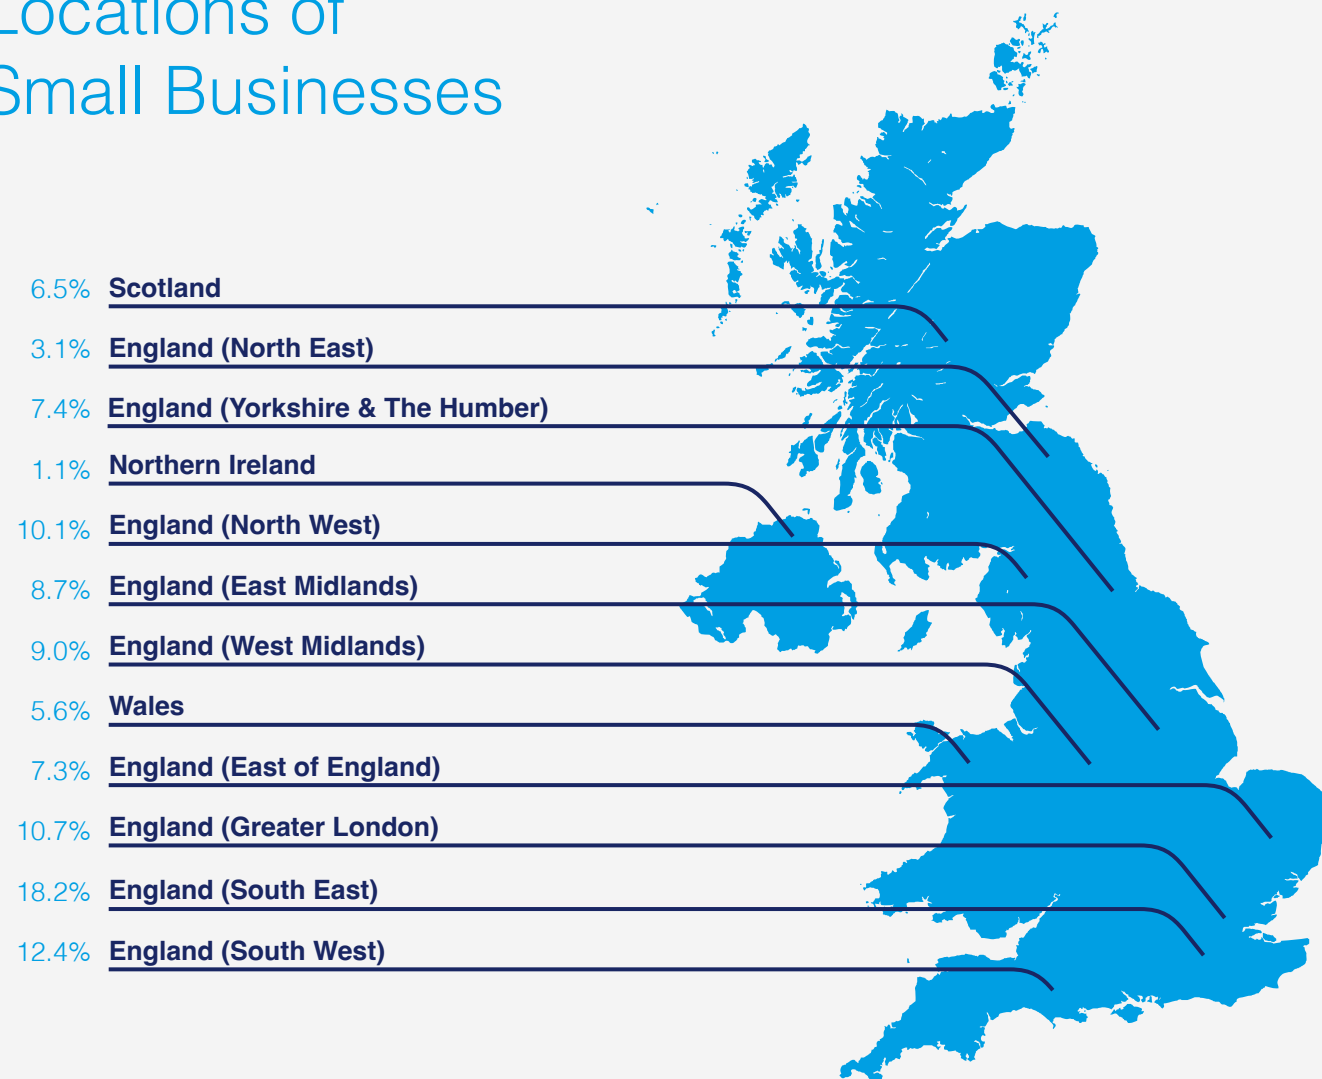 Locations of
Small Businesses
6.5% Scotland
3.1% England (North East)
7.4% England (Yorkshire & The Humber)
1.1% Northern Ireland
10.1% England (North West)
8.7% England (East Midlands)
9.0% England (West Midlands)
5.6% Wales
7.3% England (East of England)
10.7% England (Greater London)
18.2% England (South East)
12.4% England (South West)